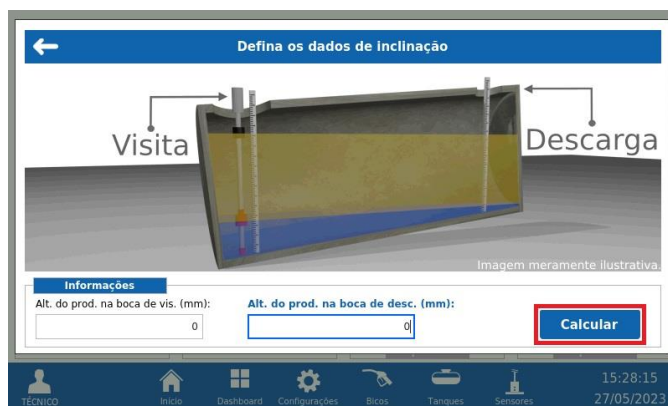 Defina os dados de inclinação
Visita
Descarga
Imagem meramente ilustrativa.
Informações
Alt. do prod. na boca de vis. (mm):
Alt. do prod. na boca de desc. (mm):
0
0
Calcular
15:28:15
TÉCNICO Início Dashboard Configurações Bicos Tanques Sensores 27/05/2023